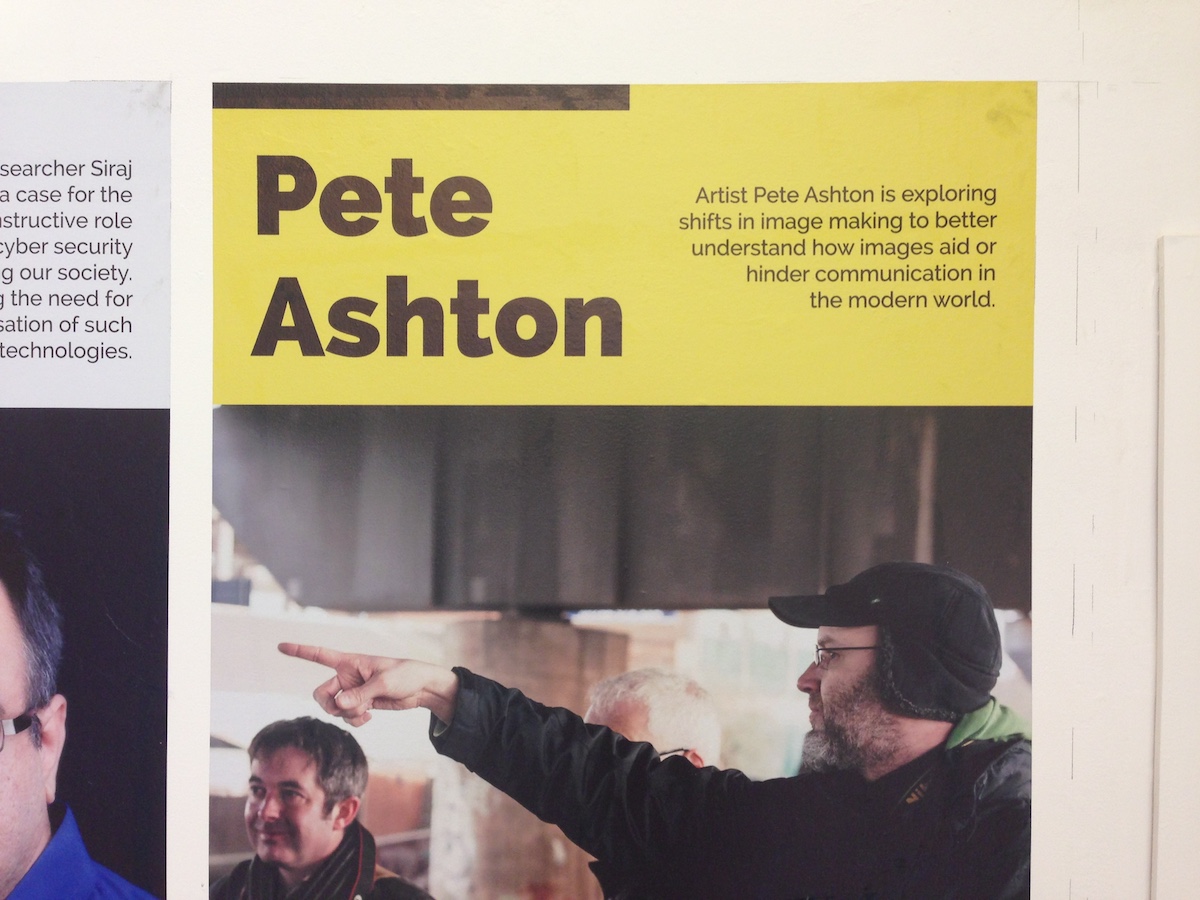 searcher Siraj
a case for the
nstructive role
cyber security
g our society.
g the need for
sation of such
technologies.
Pete
Ashton
Artist Pete Ashton is exploring
shifts in image making to better
understand how images aid or
hinder communication in
the modern world.